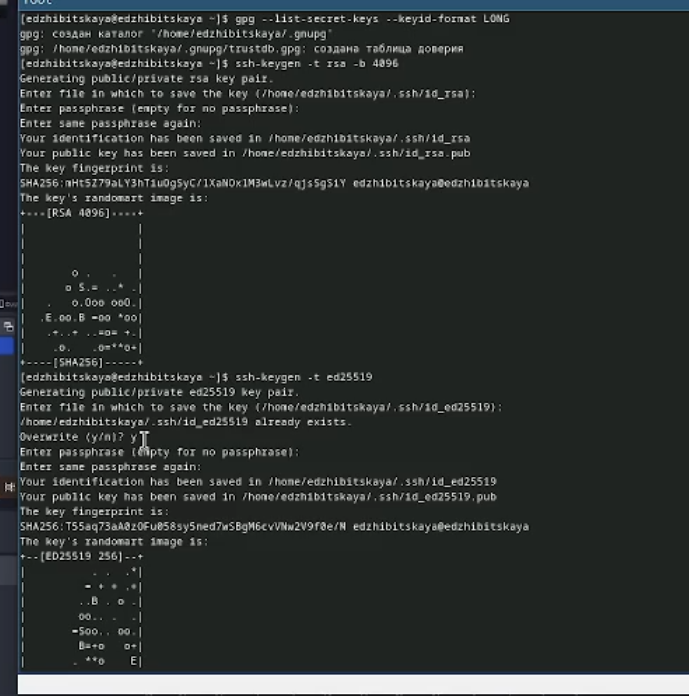 root
[edzhibitskaya@edzhibitskaya ~]$ gpg --list-secret-keys --keyid-format LONG
gpg: создан каталог '/home/edzhibitskaya/.gnupg'
gpg: /home/edzhibitskaya/.gnupg/trustdb.gpg: создана таблица доверия
[edzhibitskaya@edzhibitskaya ~]$ ssh-keygen -t rsa -b 4096
Generating public/private rsa key pair.
Enter file in which to save the key (/home/edzhibitskaya/.ssh/id_rsa):
Enter passphrase (empty for no passphrase):
Enter same passphrase again:
Your identification has been saved in /home/edzhibitskaya/.ssh/id_rsa
Your public key has been saved in /home/edzhibitskaya/.ssh/id_rsa.pub
The key fingerprint is:
SHA256:mHt5Z79aLY3hTiuOgSyC/1XaNOx1M3wLvz/qjsSgSiY edzhibitskaya@edzhibitskaya
The key's randomart image is:
+---[RSA 4096]----+
|                 |
|                 |
|                 |
|       o .   .   |
|      o S.= ..* .|
|   .   o.Ooo ooO.|
|  .E.oo.B =oo *oo|
|   .+..+ ..=o= +.|
|    .o.  .o=**o+|
+----[SHA256]-----+
[edzhibitskaya@edzhibitskaya ~]$ ssh-keygen -t ed25519
Generating public/private ed25519 key pair.
Enter file in which to save the key (/home/edzhibitskaya/.ssh/id_ed25519):
/home/edzhibitskaya/.ssh/id_ed25519 already exists.
Overwrite (y/n)? y
Enter passphrase (empty for no passphrase):
Enter same passphrase again:
Your identification has been saved in /home/edzhibitskaya/.ssh/id_ed25519
Your public key has been saved in /home/edzhibitskaya/.ssh/id_ed25519.pub
The key fingerprint is:
SHA256:T55aq73aA0zOFu058sy5ned7wSBgM6cvVNw2V9f0e/M edzhibitskaya@edzhibitskaya
The key's randomart image is:
+--[ED25519 256]--+
|          . .  .*|
|         = + + .+|
|        ..B . o .|
|        oo.. .  .|
|       =Soo.. oo.|
|        B=+o   o+|
|       . **o    E|